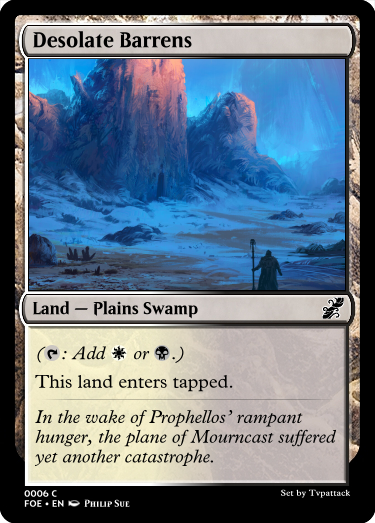 Desolate Barrens
Land — Plains Swamp
(: Add or .)
This land enters tapped.
In the wake of Prophellos' rampant
hunger, the plane of Mourncast suffered
yet another catastrophe.
0006 C
FOE • EN Philip Sue
Set by Tvpattack